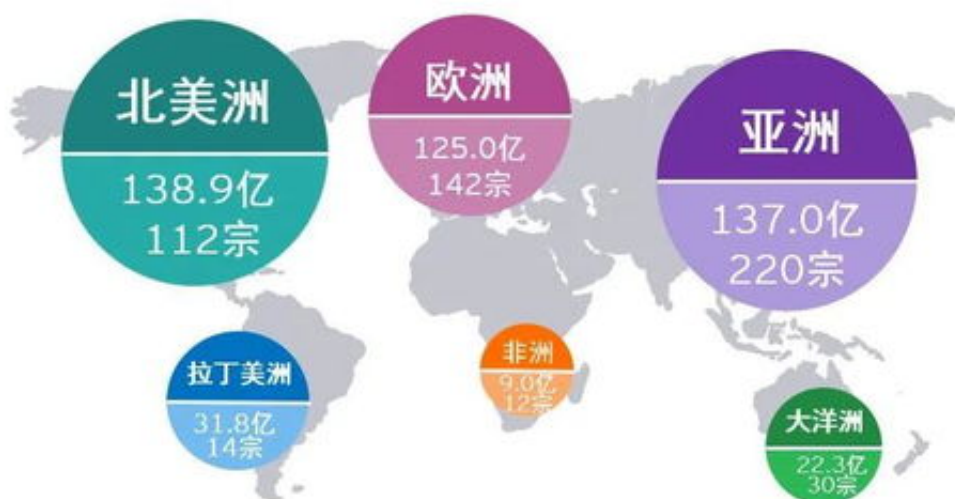 北美洲
138.9亿
112宗
欧洲
125.0亿
142宗
亚洲
137.0亿
220宗
拉丁美洲
31.8亿
14宗
非洲
9.0亿
12宗
大洋洲
22.3亿
30宗